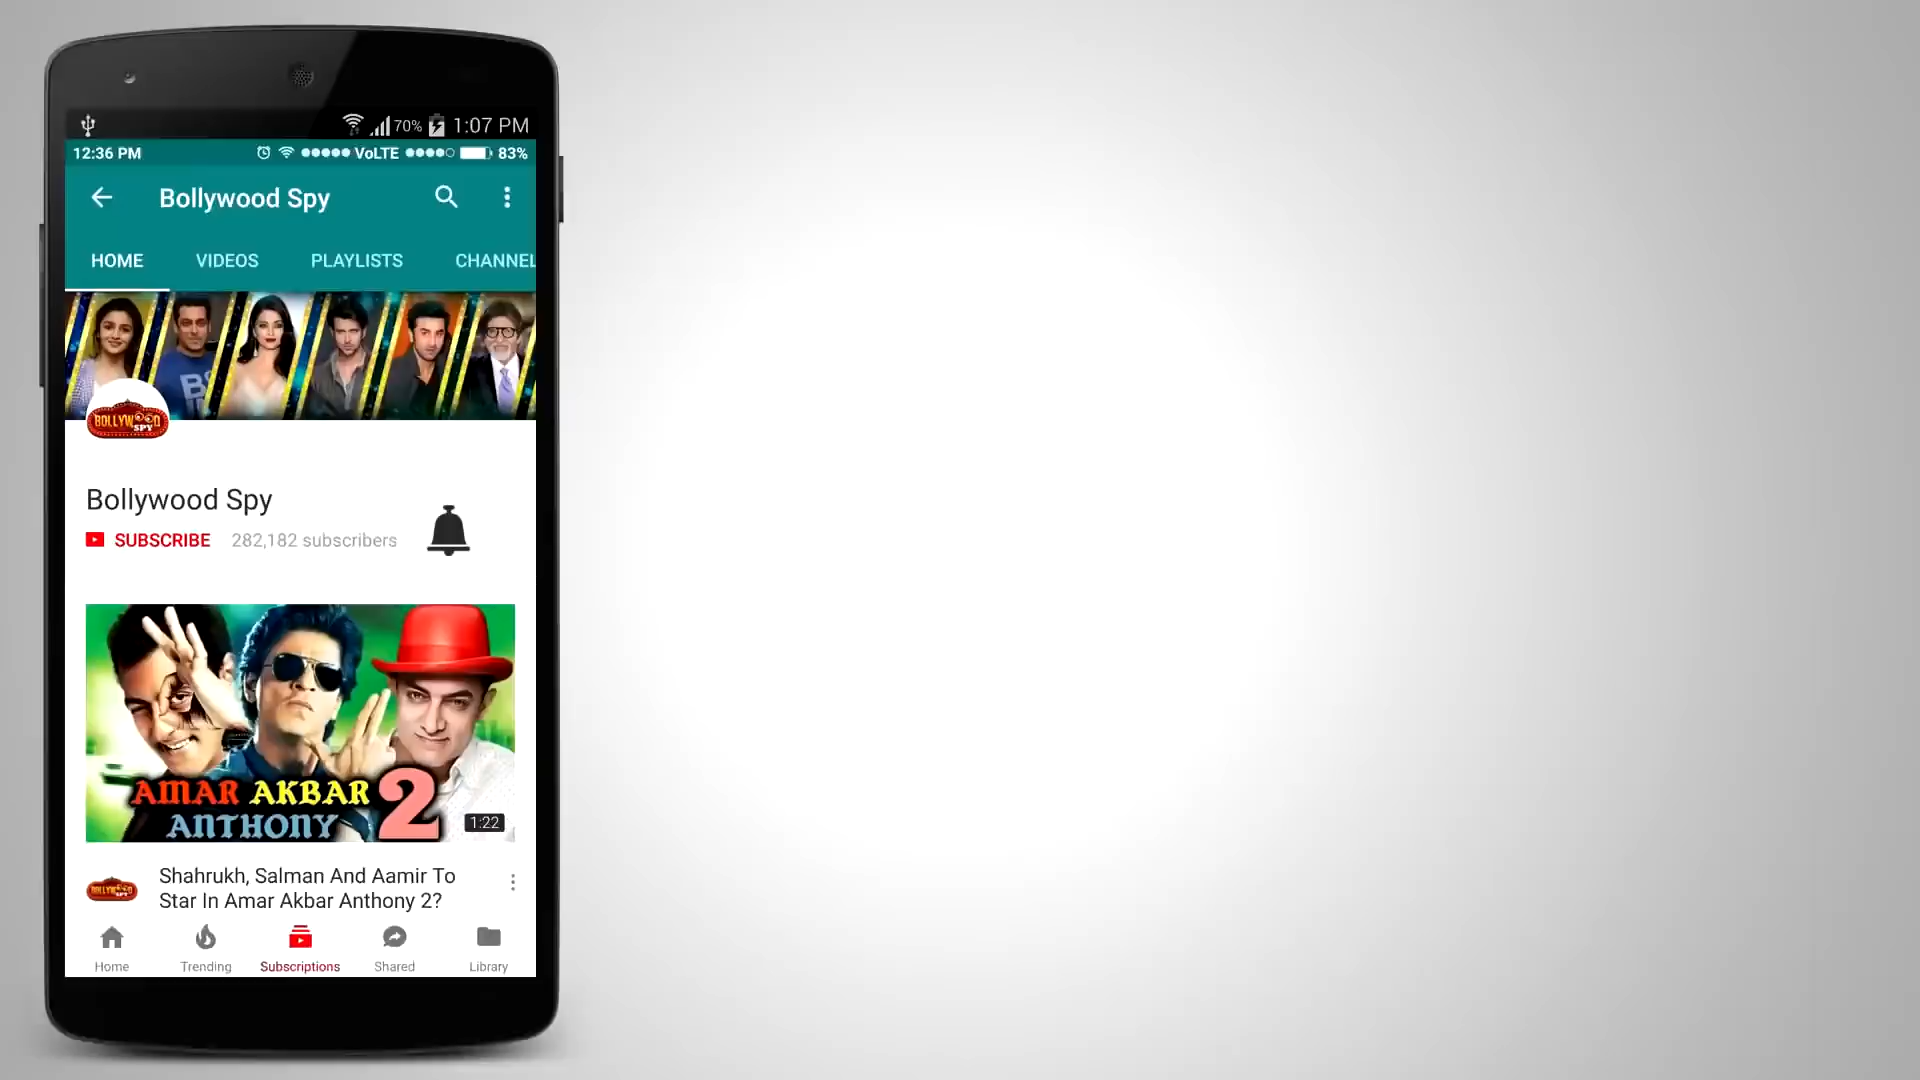 70% 1:07 PM
12:36 PM VoLTE 83%
Bollywood Spy
HOME VIDEOS PLAYLISTS CHANNEL
BOLLYWOOD
SPY
Bollywood Spy
SUBSCRIBE 282,182 subscribers
AMAR AKBAR 2
ANTHONY
1:22
Shahrukh, Salman And Aamir To
Star In Amar Akbar Anthony 2?
BOLLYWOOD
SPY
Home Trending Subscriptions Shared Library